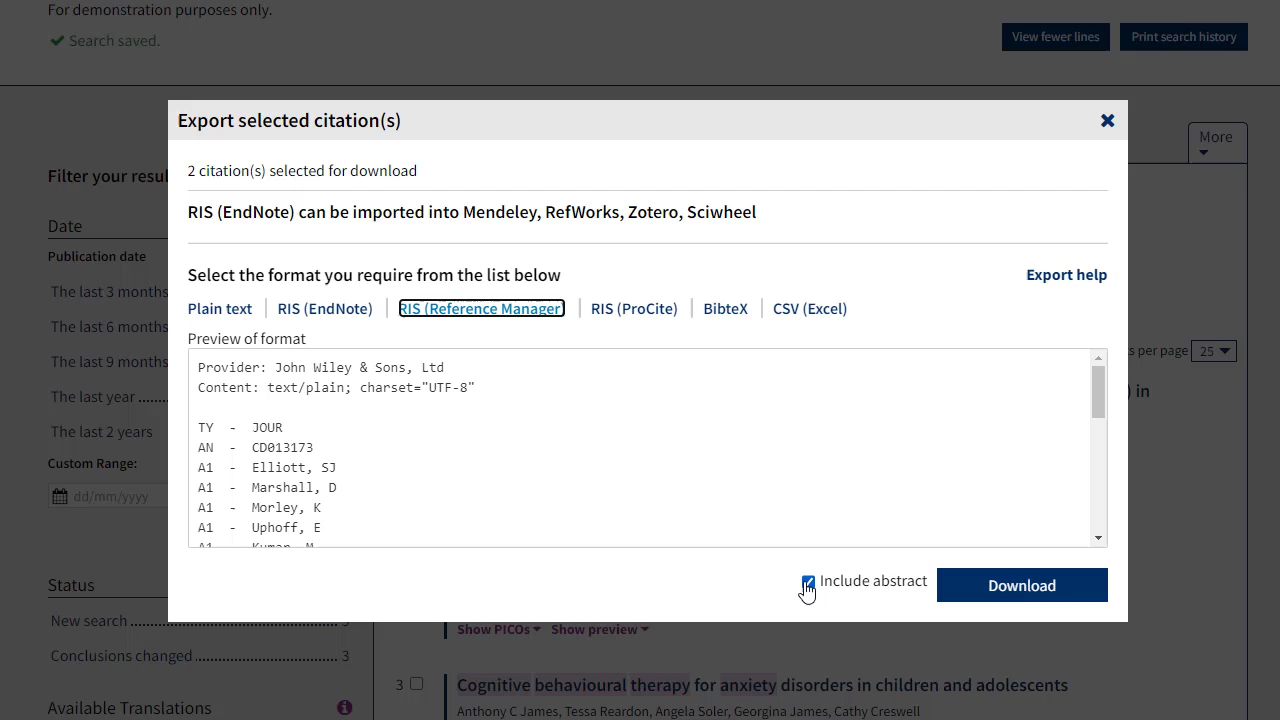 For demonstration purposes only.
Search saved.
View fewer lines
Print search history
More
Filter your resul
Date
Publication date
The last 3 months
The last 6 months
The last 9 months
The last year
The last 2 years
Custom Range:
dd/mm/yyyy
Status
New search 3
Conclusions changed 3
Available Translations
Export selected citation(s)
2 citation(s) selected for download
RIS (EndNote) can be imported into Mendeley, RefWorks, Zotero, Sciwheel
Select the format you require from the list below
Export help
Plain text
RIS (EndNote)
RIS (Reference Manager)
RIS (ProCite)
BibteX
CSV (Excel)
Preview of format
Provider: John Wiley & Sons, Ltd
Content: text/plain; charset="UTF-8"
TY - JOUR
AN - CD013173
A1 - Elliott, SJ
A1 - Marshall, D
A1 - Morley, K
A1 - Uphoff, E
A1 - Kumar, M
Include abstract
Download
s per page 25
) in
Show PICOs
Show preview
3
Cognitive behavioural therapy for anxiety disorders in children and adolescents
Anthony C James, Tessa Reardon, Angela Soler, Georgina James, Cathy Creswell